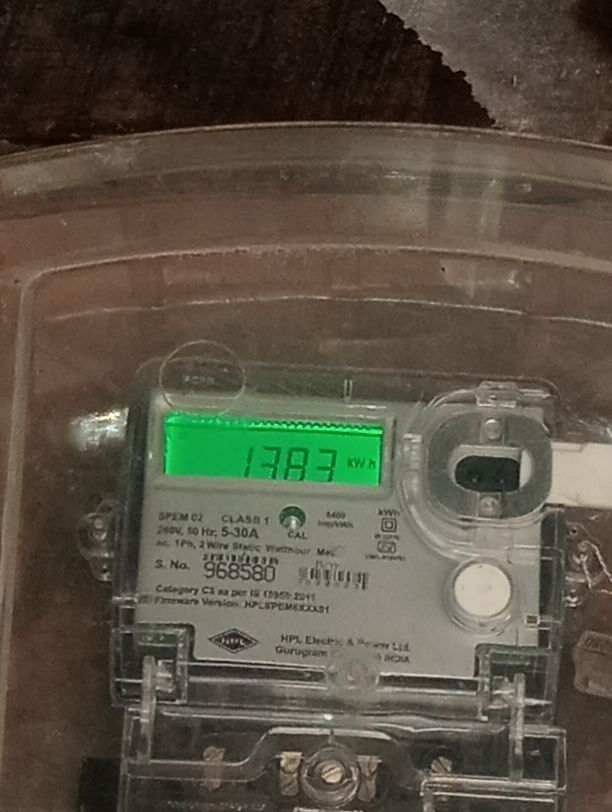 1383 kWh
SPEM 02 CLASS 1 6400 imp/kWh kWh
240V, 50 Hz, 5-30A CAL
ac, 1Ph, 2 Wire Static Watthour
S. No. 968580
Category C3 as per IS
Firmware Version:
HPL
HPL Electric & Power Ltd.
Gurugram INDIA